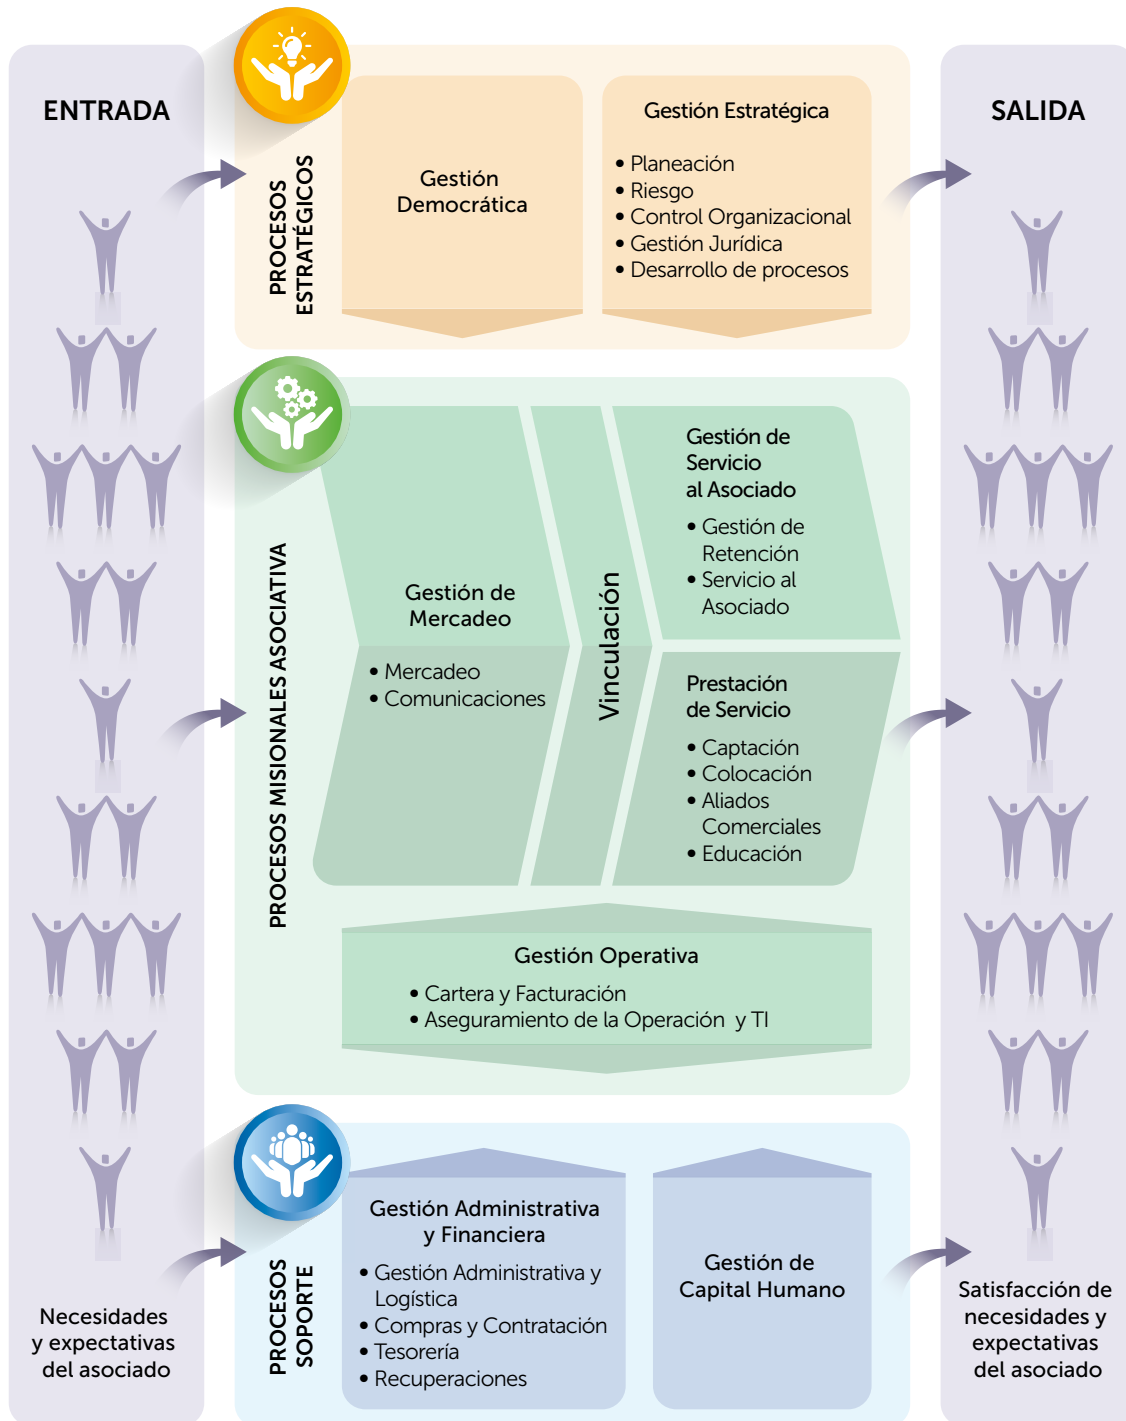 ENTRADA
Necesidades
y expectativas
del asociado
PROCESOS
ESTRATÉGICOS
Gestión
Democrática
Gestión Estratégica
• Planeación
• Riesgo
• Control Organizacional
• Gestión Jurídica
• Desarrollo de procesos
PROCESOS MISIONALES ASOCIATIVA
Gestión de
Mercadeo
• Mercadeo
• Comunicaciones
Vinculación
Gestión de
Servicio
al Asociado
• Gestión de
Retención
• Servicio al
Asociado
Prestación
de Servicio
• Captación
• Colocación
• Aliados
Comerciales
• Educación
Gestión Operativa
• Cartera y Facturación
• Aseguramiento de la Operación y TI
PROCESOS
SOPORTE
Gestión Administrativa
y Financiera
• Gestión Administrativa y
Logística
• Compras y Contratación
• Tesorería
• Recuperaciones
Gestión de
Capital Humano
SALIDA
Satisfacción de
necesidades y
expectativas
del asociado